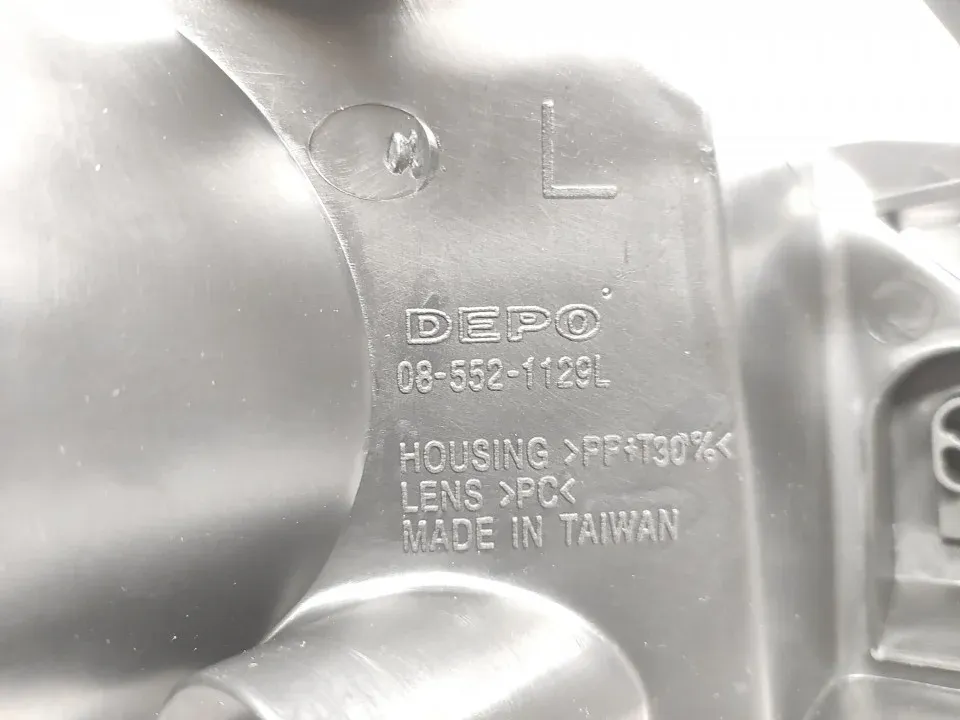 L
DEPO
08-552-1129L
HOUSING >PP+T30%<
LENS >PC<
MADE IN TAIWAN